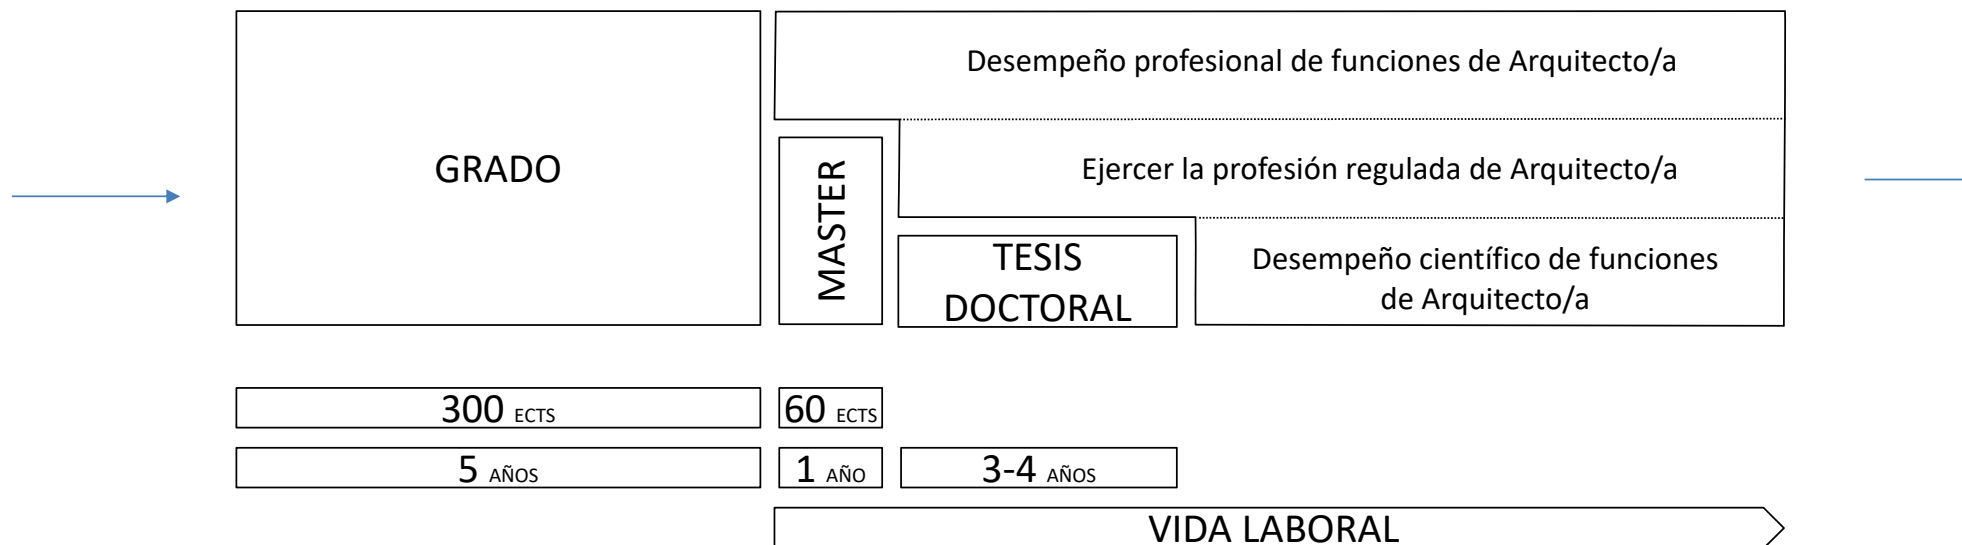 Desempeño profesional de funciones de Arquitecto/a
GRADO
MASTER
Ejercer la profesión regulada de Arquitecto/a
TESIS
DOCTORAL
Desempeño científico de funciones
de Arquitecto/a
300 ECTS
60 ECTS
5 AÑOS
1 AÑO
3-4 AÑOS
VIDA LABORAL